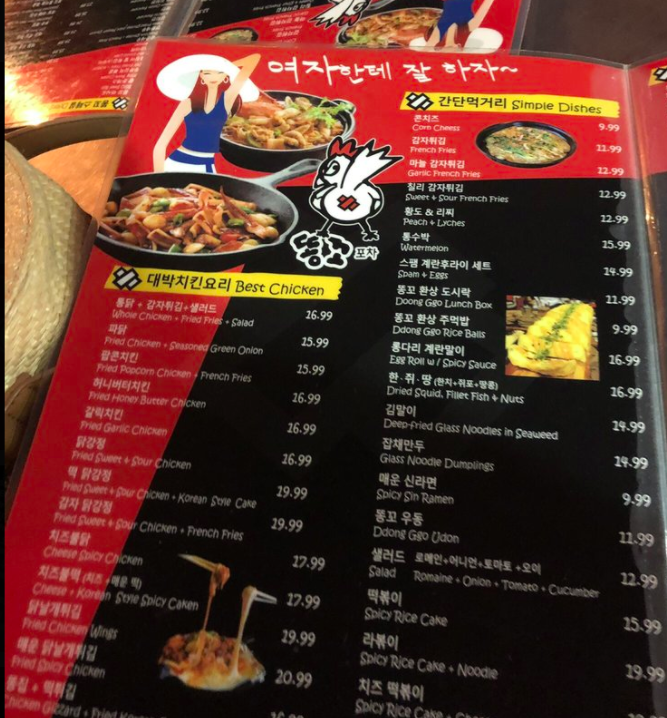 여자한테 잘 하자~
똥꼬 포차
대박치킨요리 Best Chicken
통닭 + 감자튀김+샐러드 16.99
Whole Chicken + Fried Fries + Salad
파닭 15.99
Fried Chicken + Seasoned Green Onion
팝콘치킨 15.99
Fried Popcorn Chicken + French Fries
허니버터치킨 16.99
Fried Honey Butter Chicken
갈릭치킨 16.99
Fried Garlic Chicken
닭강정 16.99
Fried Sweet + Sour Chicken
떡 닭강정 19.99
Fried Sweet + Sour Chicken + Korean Style Cake
감자 닭강정 19.99
Fried Sweet + Sour Chicken + French Fries
치즈불닭 17.99
Cheese Spicy Chicken
치즈불떡 (치즈+매운 떡) 17.99
Cheese + Korean Style Spicy Caken
닭날개튀김 19.99
Fried Chicken Wings
매운 닭날개튀김 20.99
Fried Spicy Chicken
똥집 + 떡튀김
Chicken Gizzard + Fried
간단먹거리 Simple Dishes
콘치즈 9.99
Corn Cheess
감자튀김 11.99
French Fries
마늘 감자튀김 12.99
Garlic French Fries
칠리 감자튀김 12.99
Sweet + Sour French Fries
황도 & 리찌 12.99
Peach + Lyches
통수박 15.99
Watermelon
스팸 계란후라이 세트 14.99
Spam + Eggs
똥꼬 환상 도시락 11.99
Doong Ggo Lunch Box
똥꼬 환상 주먹밥 9.99
Ddong Ggo Rice Balls
롱다리 계란말이 16.99
Egg Roll w / Spicy Sauce
한 · 쥐 · 땅 (한치+쥐포+땅콩) 16.99
Dried Squid, Fillet Fish + Nuts
김말이 14.99
Deep-fried Glass Noodles in Seaweed
잡채만두 14.99
Glass Noodle Dumplings
매운 신라면 9.99
Spicy Sin Ramen
똥꼬 우동 11.99
Ddong Ggo Udon
샐러드 로메인+어니언+토마토 +오이 12.99
Salad Romaine + Onion + Tomato + Cucumber
떡볶이 15.99
Spicy Rice Cake
라볶이 19.99
Spicy Rice Cake + Noodle
치즈 떡볶이
Spicy Rice Cake +